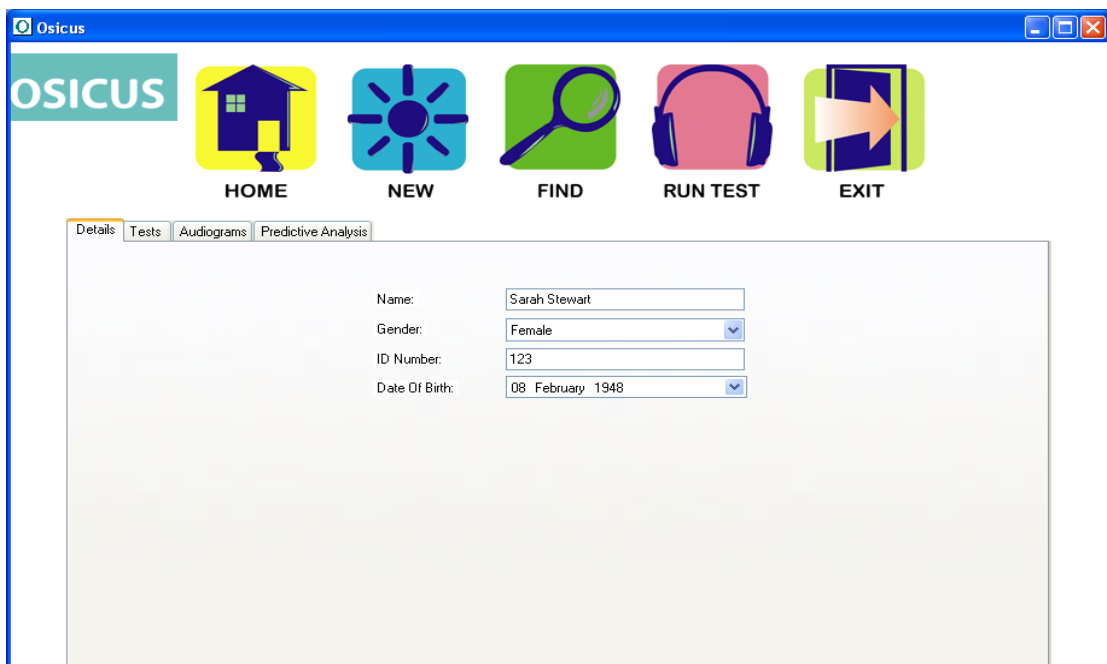 Osicus
OSICUS
HOME NEW FIND RUN TEST EXIT
Details Tests Audiograms Predictive Analysis
Name: Sarah Stewart
Gender: Female
ID Number: 123
Date Of Birth: 08 February 1948